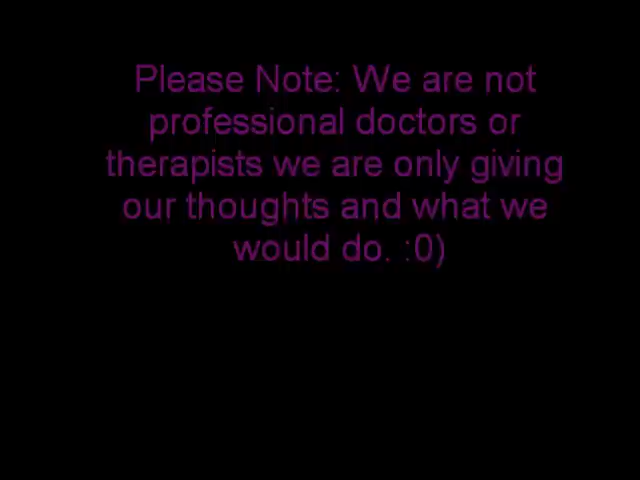 Please Note: We are not
professional doctors or
therapists we are only giving
our thoughts and what we
would do. :0)